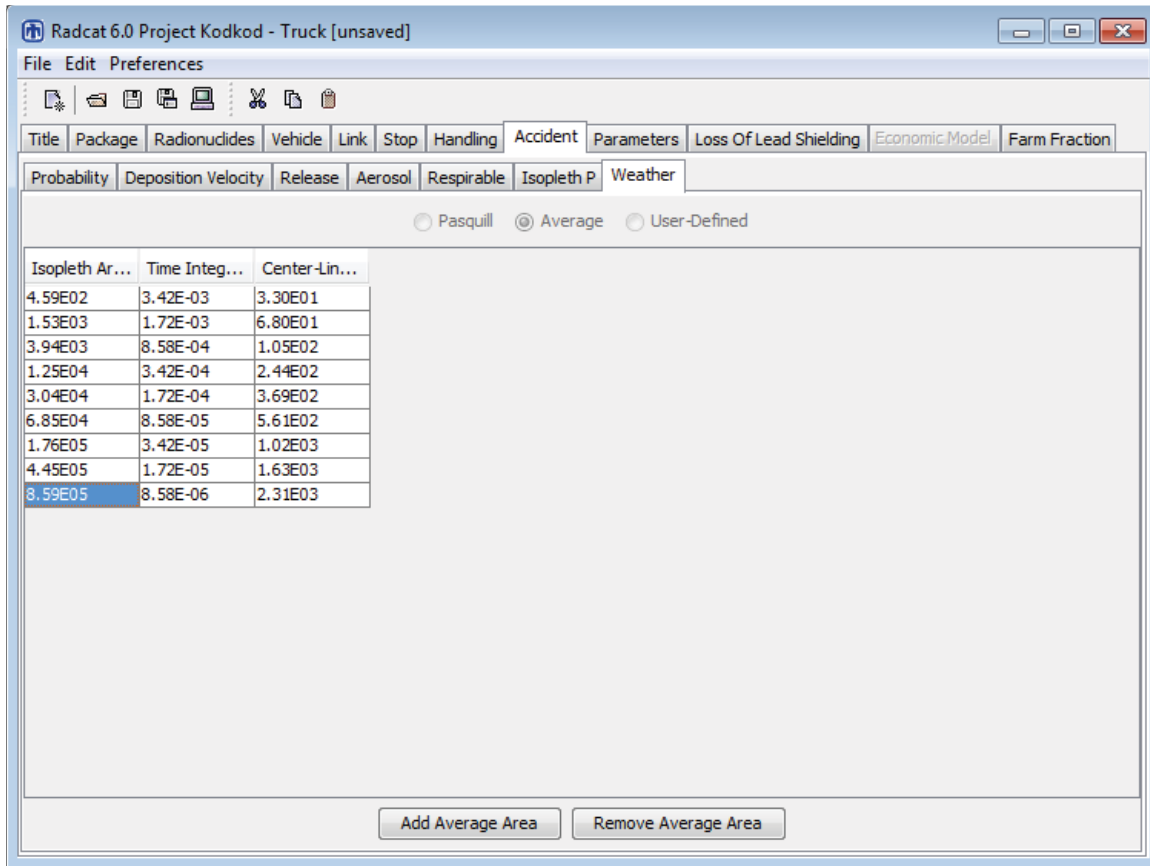 Radcat 6.0 Project Kodkod - Truck [unsaved]
File Edit Preferences
Title Package Radionuclides Vehicle Link Stop Handling Accident Parameters Loss Of Lead Shielding Economic Model Farm Fraction
Probability Deposition Velocity Release Aerosol Respirable Isopleth P Weather
Pasquill Average User-Defined
Isopleth Ar... Time Integ... Center-Lin...
4.59E02 3.42E-03 3.30E01
1.53E03 1.72E-03 6.80E01
3.94E03 8.58E-04 1.05E02
1.25E04 3.42E-04 2.44E02
3.04E04 1.72E-04 3.69E02
6.85E04 8.58E-05 5.61E02
1.76E05 3.42E-05 1.02E03
4.45E05 1.72E-05 1.63E03
8.59E05 8.58E-06 2.31E03
Add Average Area Remove Average Area